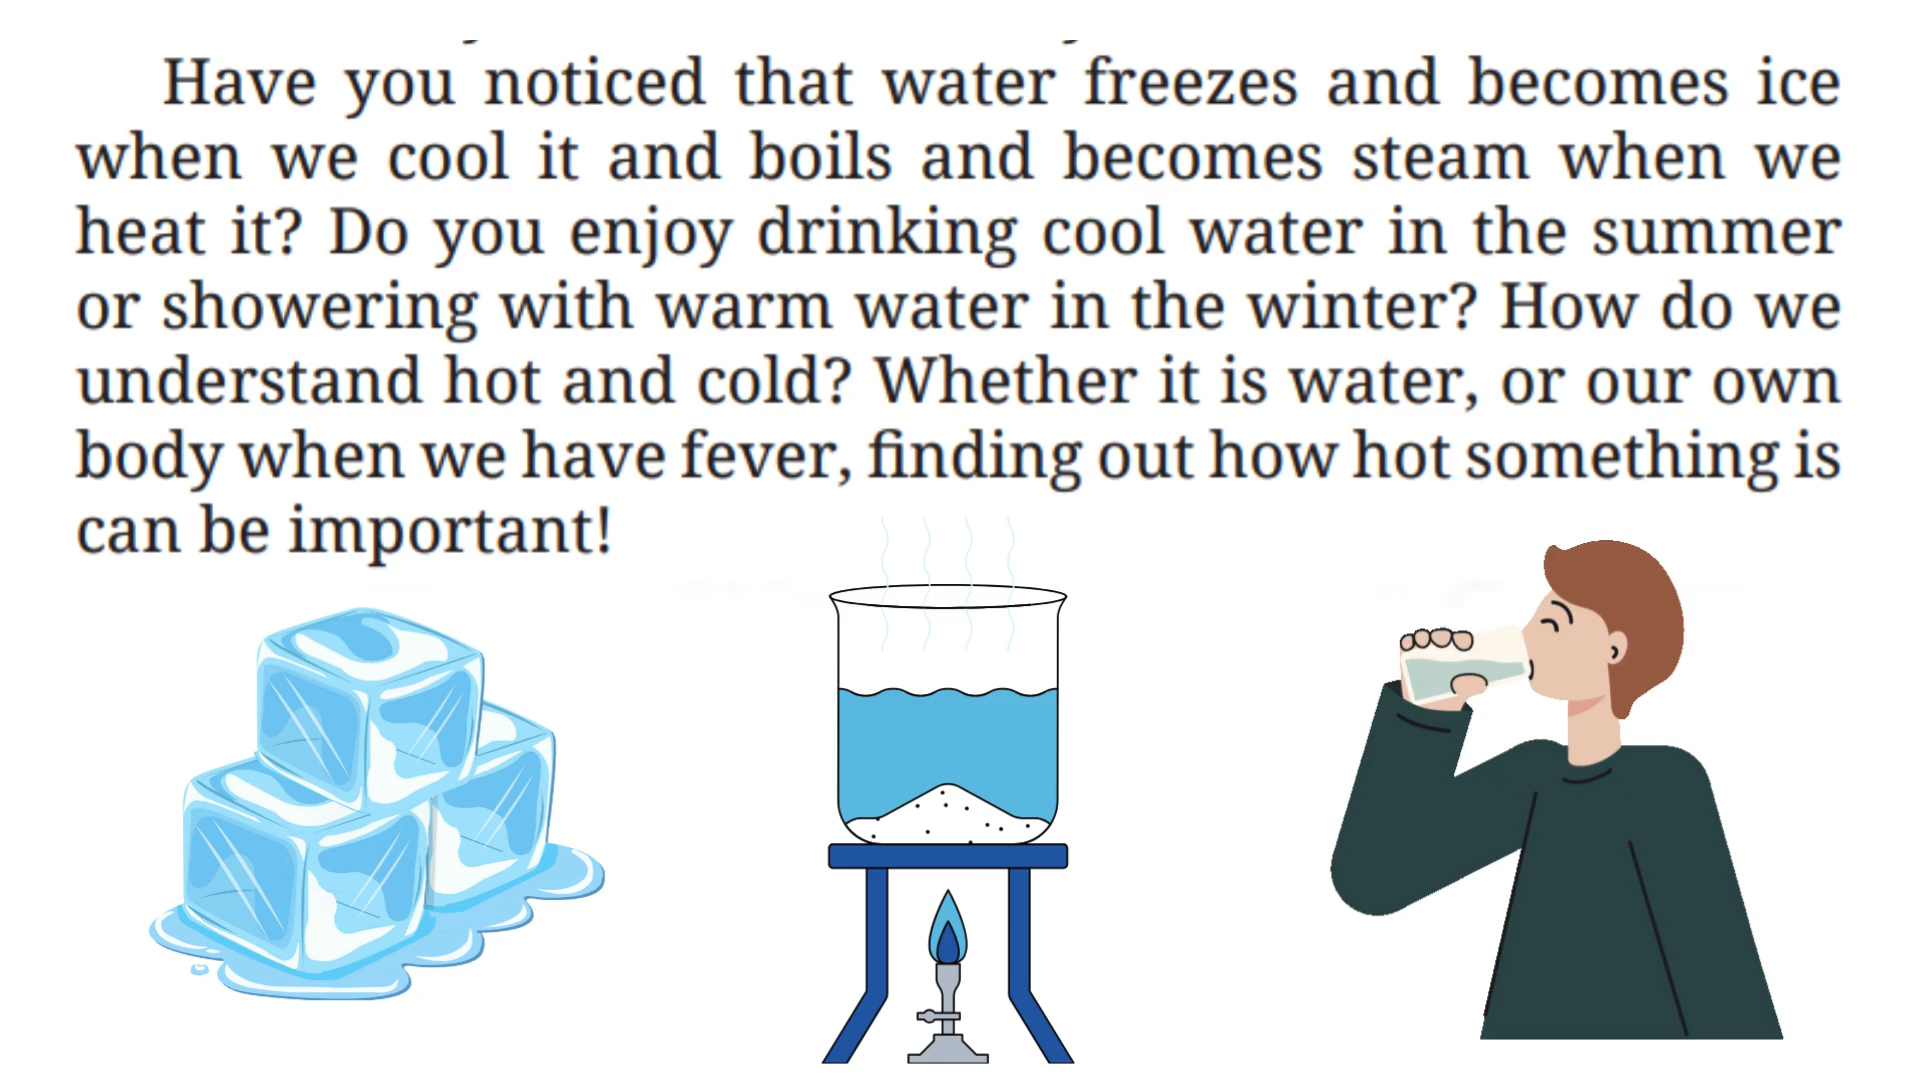 Have you noticed that water freezes and becomes ice
when we cool it and boils and becomes steam when we
heat it? Do you enjoy drinking cool water in the summer
or showering with warm water in the winter? How do we
understand hot and cold? Whether it is water, or our own
body when we have fever, finding out how hot something is
can be important!